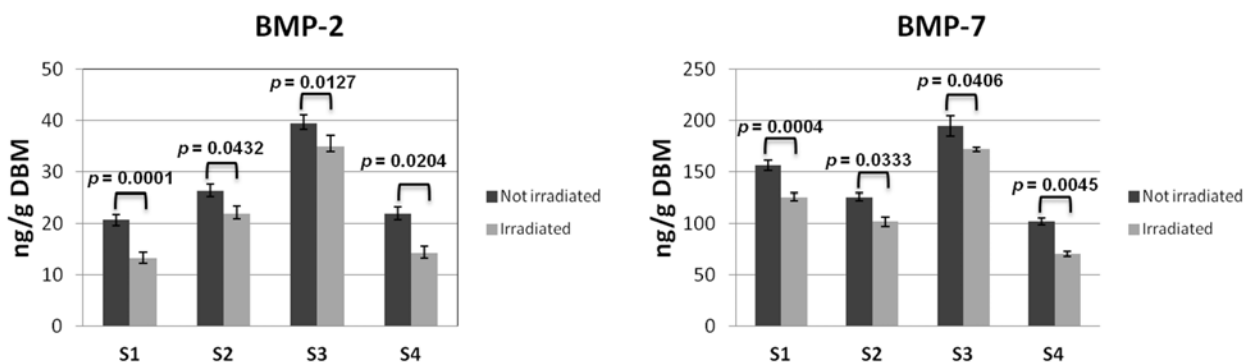 BMP-2
50
40
30
20
10
0
ng/g DBM
p = 0.0001
p = 0.0432
p = 0.0127
p = 0.0204
S1
S2
S3
S4
Not irradiated
Irradiated
BMP-7
250
200
150
100
50
0
ng/g DBM
p = 0.0004
p = 0.0333
p = 0.0406
p = 0.0045
S1
S2
S3
S4
Not irradiated
Irradiated